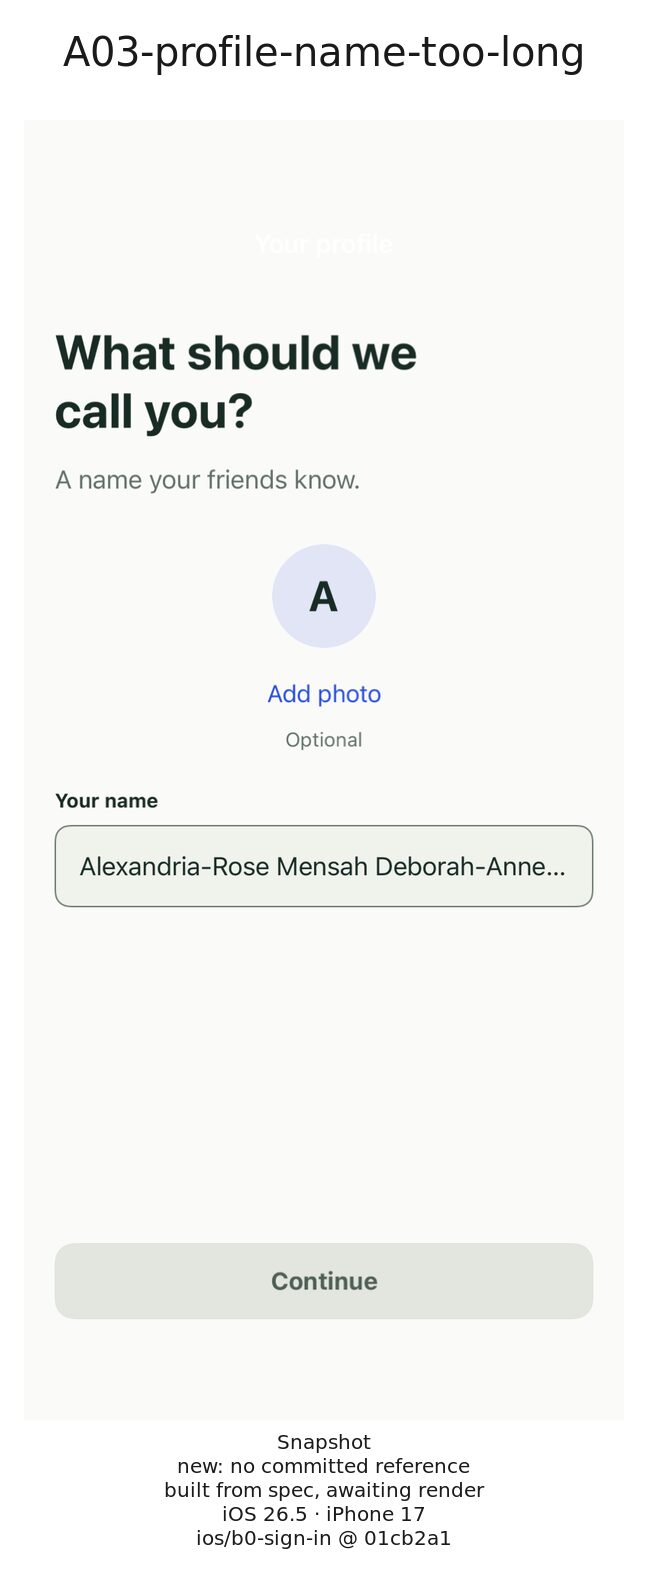 A03-profile-name-too-long
Your profile
What should we
call you?
A name your friends know.
A
Add photo
Optional
Your name
Alexandria-Rose Mensah Deborah-Anne...
Continue
Snapshot
new: no committed reference
built from spec, awaiting render
iOS 26.5 · iPhone 17
ios/b0-sign-in @ 01cb2a1